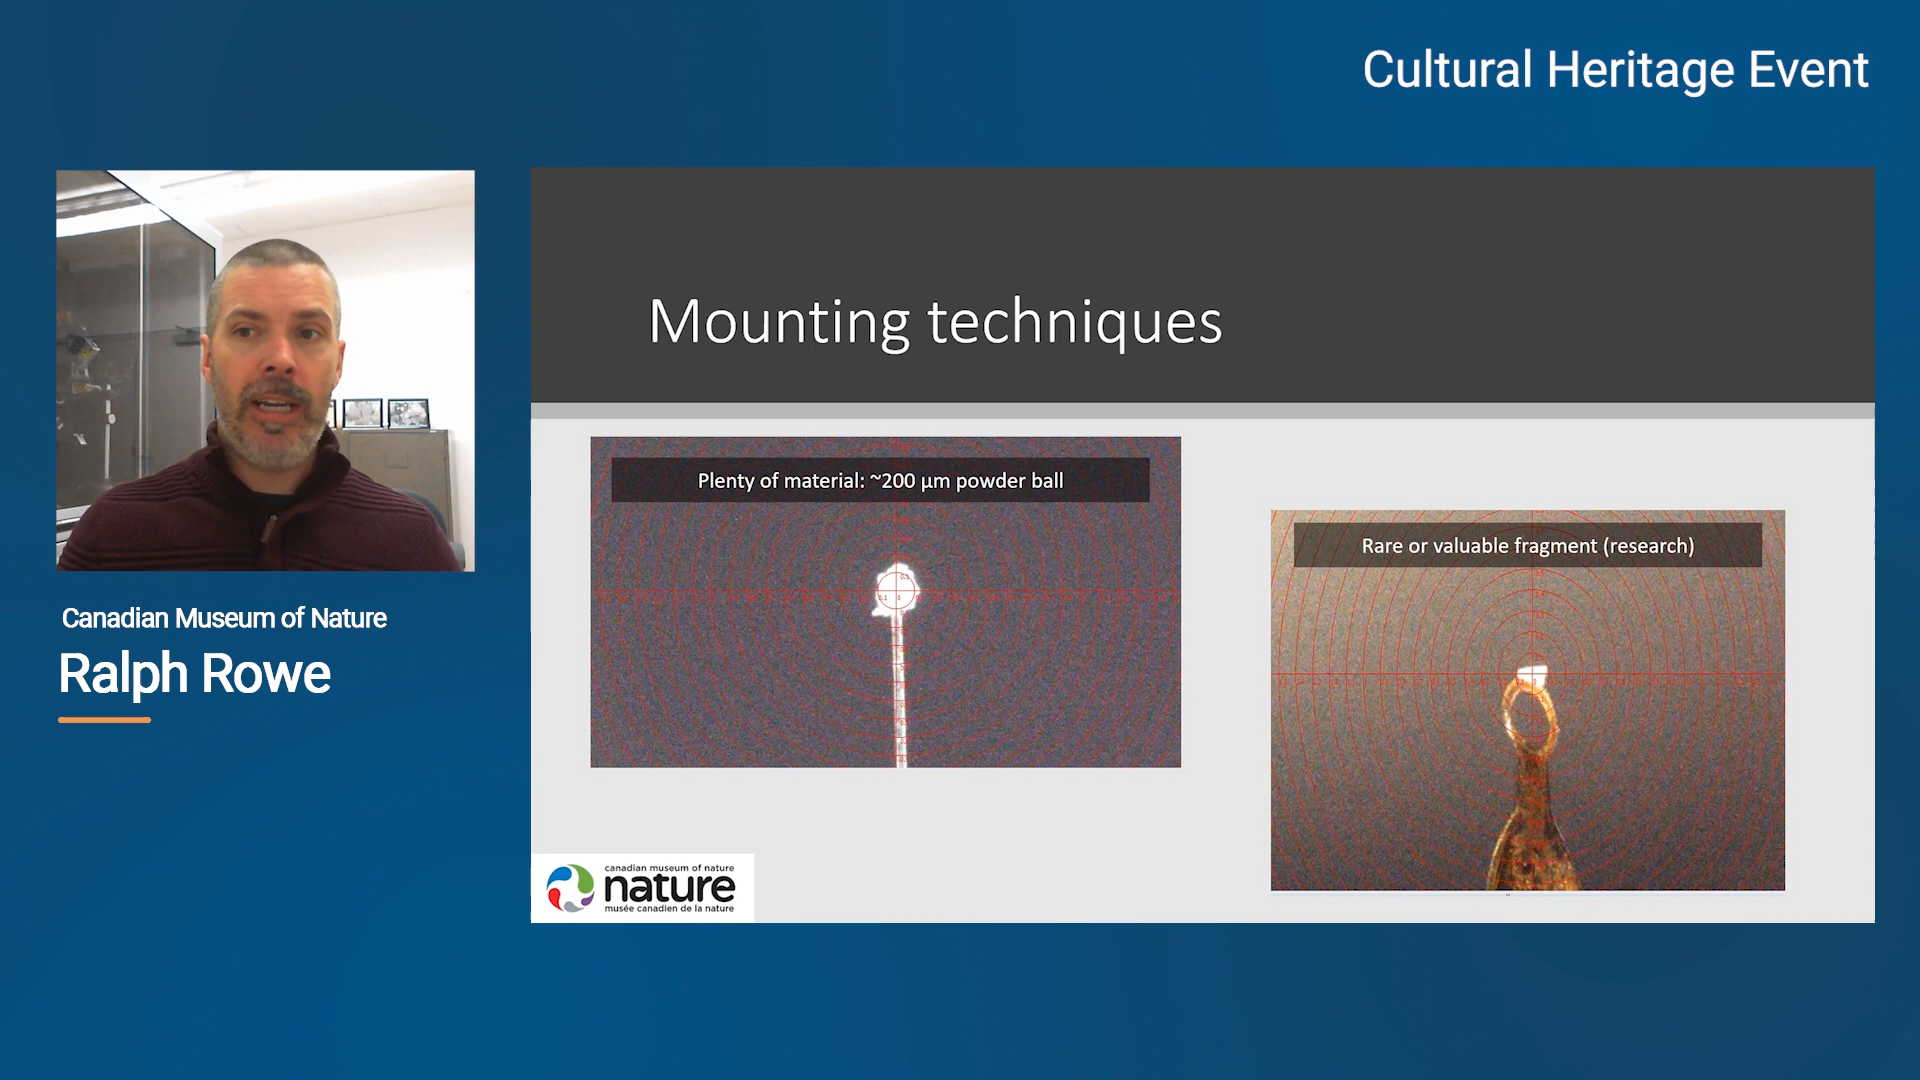 Cultural Heritage Event
Canadian Museum of Nature
Ralph Rowe
Mounting techniques
Plenty of material: ~200 µm powder ball
Rare or valuable fragment (research)
canadian museum of nature
nature
musée canadien de la nature